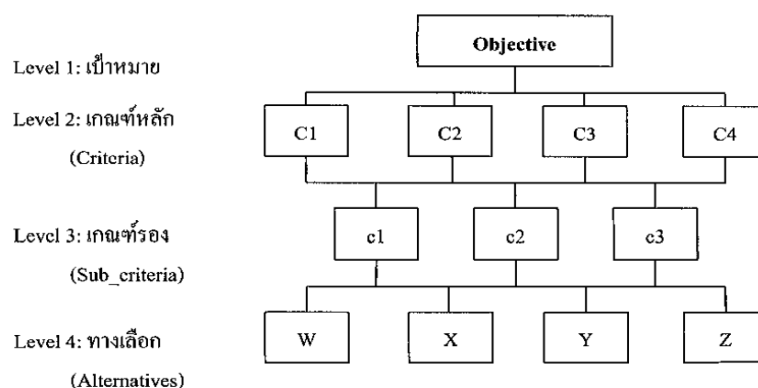 Objective
Level 1: เป้าหมาย
Level 2: เกณฑ์หลัก
(Criteria)
C1 C2 C3 C4
Level 3: เกณฑ์รอง
(Sub_criteria)
c1 c2 c3
Level 4: ทางเลือก
(Alternatives)
W X Y Z